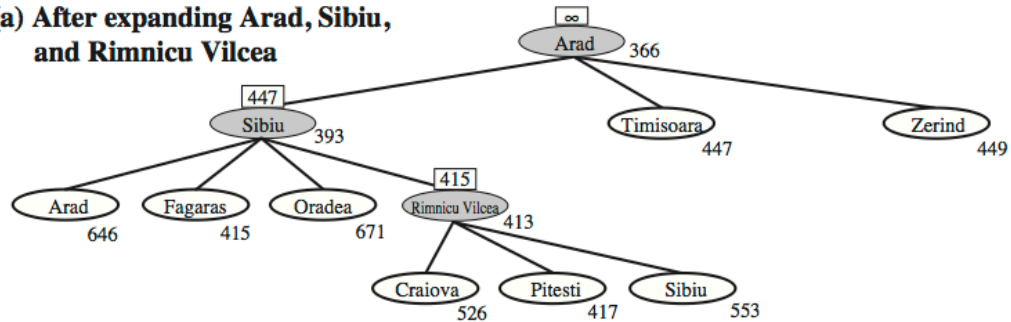 a) After expanding Arad, Sibiu,
and Rimnicu Vilcea
∞
Arad 366
447
Sibiu 393
Timisoara 447
Zerind 449
Arad 646
Fagaras 415
Oradea 671
415
Rimnicu Vilcea 413
Craiova 526
Pitesti 417
Sibiu 553